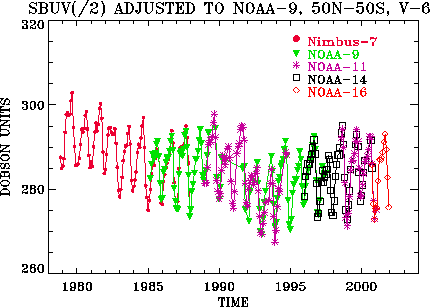 SBUV(/2) ADJUSTED TO NOAA-9, 50N-50S, V-6
320
300
280
260
DOBSON UNITS
Nimbus-7
NOAA-9
NOAA-11
NOAA-14
NOAA-16
1980 1985 1990 1995 2000
TIME